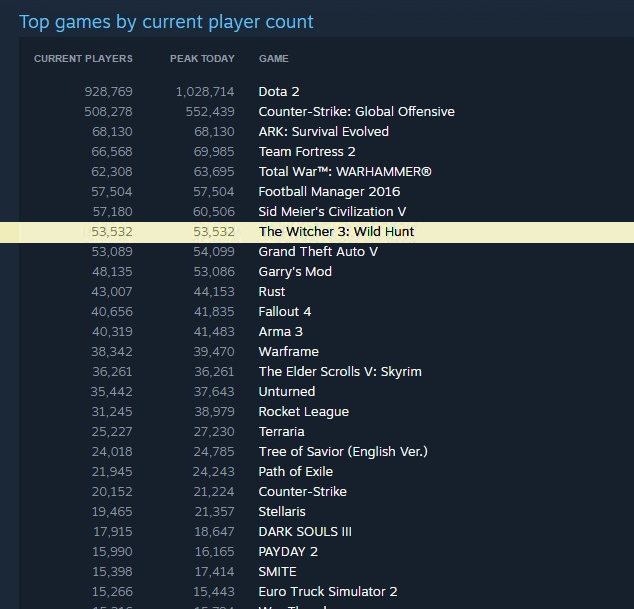 Top games by current player count
CURRENT PLAYERS PEAK TODAY GAME
928,769 1,028,714 Dota 2
508,278 552,439 Counter-Strike: Global Offensive
68,130 68,130 ARK: Survival Evolved
66,568 69,985 Team Fortress 2
62,308 63,695 Total War™: WARHAMMER®
57,504 57,504 Football Manager 2016
57,180 60,506 Sid Meier's Civilization V
53,532 53,532 The Witcher 3: Wild Hunt
53,089 54,099 Grand Theft Auto V
48,135 53,086 Garry's Mod
43,007 44,153 Rust
40,656 41,835 Fallout 4
40,319 41,483 Arma 3
38,342 39,470 Warframe
36,261 36,261 The Elder Scrolls V: Skyrim
35,442 37,643 Unturned
31,245 38,979 Rocket League
25,227 27,230 Terraria
24,018 24,785 Tree of Savior (English Ver.)
21,945 24,243 Path of Exile
20,152 21,224 Counter-Strike
19,465 21,357 Stellaris
17,915 18,647 DARK SOULS III
15,990 16,165 PAYDAY 2
15,398 17,414 SMITE
15,266 15,443 Euro Truck Simulator 2